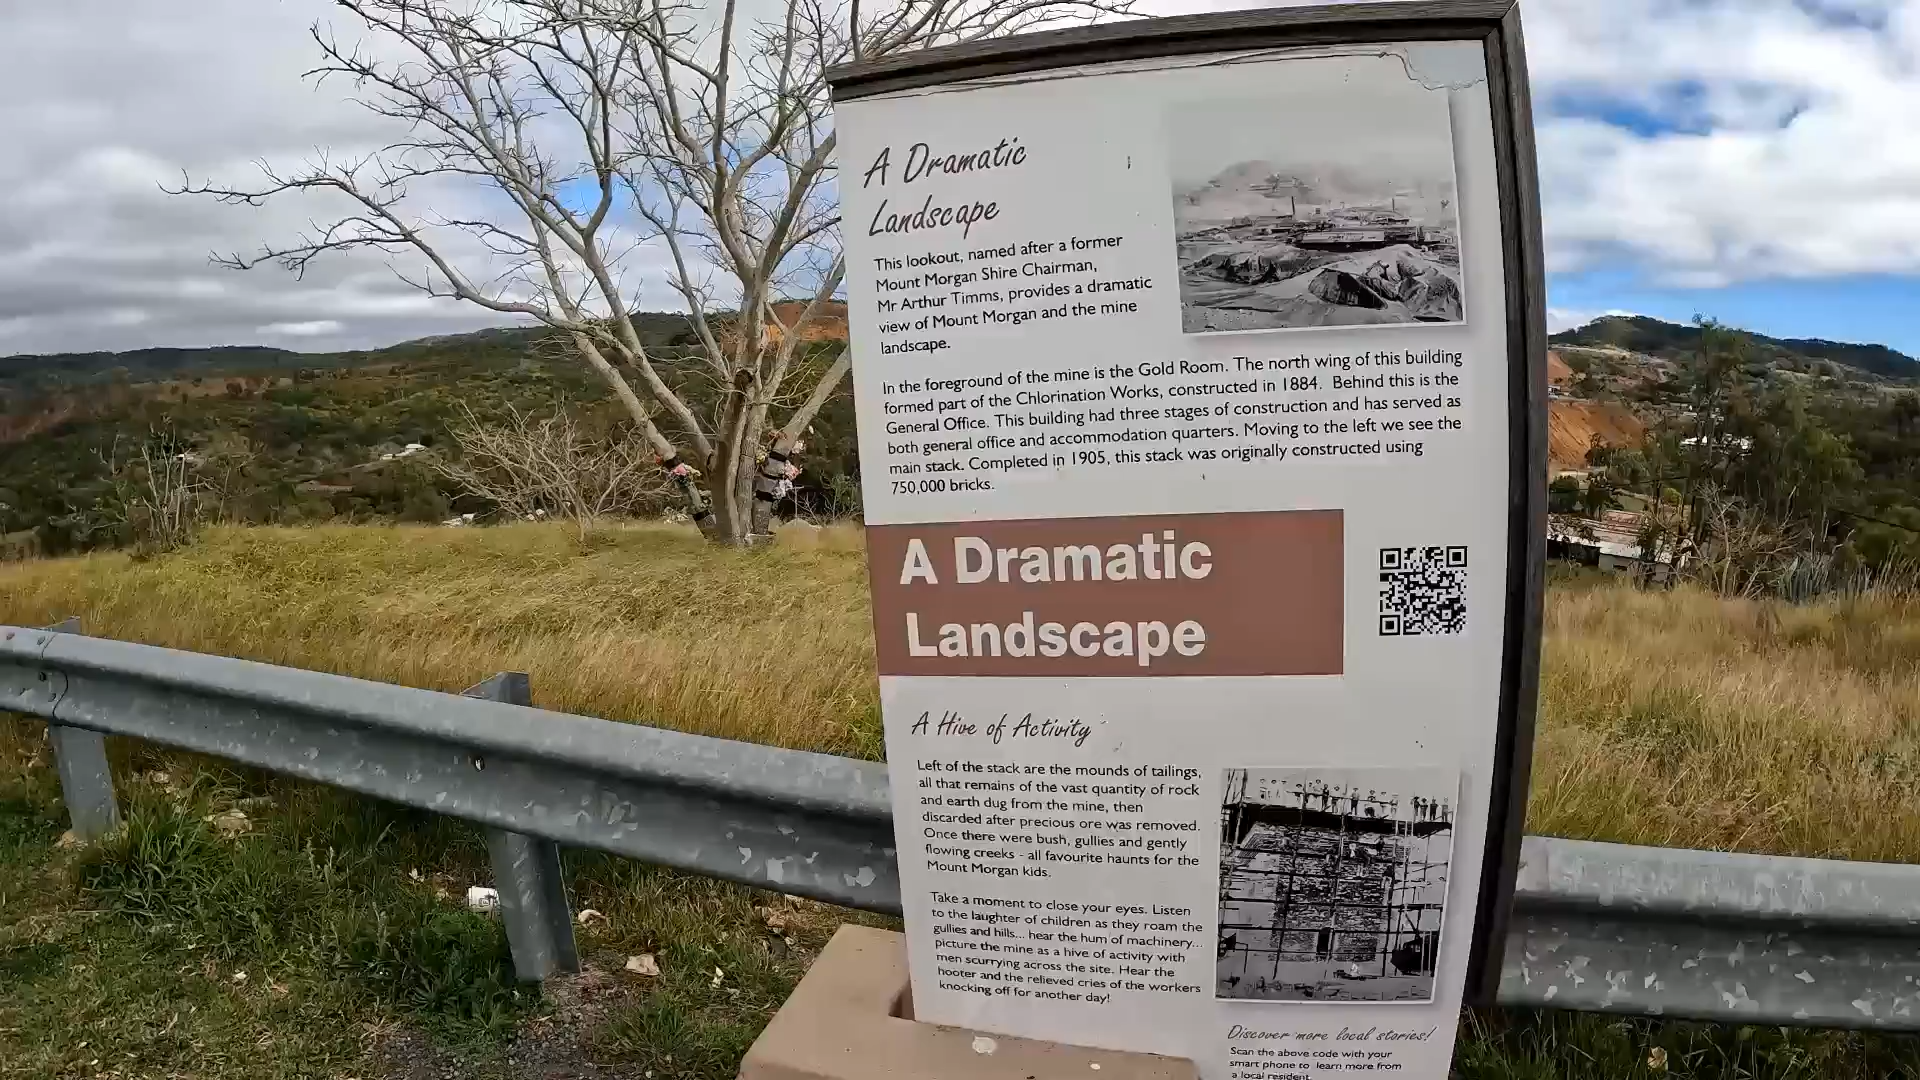 A Dramatic
Landscape
This lookout, named after a former
Mount Morgan Shire Chairman,
Mr Arthur Timms, provides a dramatic
view of Mount Morgan and the mine
landscape.
In the foreground of the mine is the Gold Room. The north wing of this building
formed part of the Chlorination Works, constructed in 1884. Behind this is the
General Office. This building had three stages of construction and has served as
both general office and accommodation quarters. Moving to the left we see the
main stack. Completed in 1905, this stack was originally constructed using
750,000 bricks.
A Dramatic
Landscape
A Hive of Activity
Left of the stack are the mounds of tailings,
all that remains of the vast quantity of rock
and earth dug from the mine, then
discarded after precious ore was removed.
Once there were bush, gullies and gently
flowing creeks - all favourite haunts for the
Mount Morgan kids.
Take a moment to close your eyes. Listen
to the laughter of children as they roam the
gullies and hills... hear the hum of machinery...
picture the mine as a hive of activity with
men scurrying across the site. Hear the
hooter and the relieved cries of the workers
knocking off for another day!
Discover more local stories!
Scan the above code with your
smart phone to learn more from
a local resident.